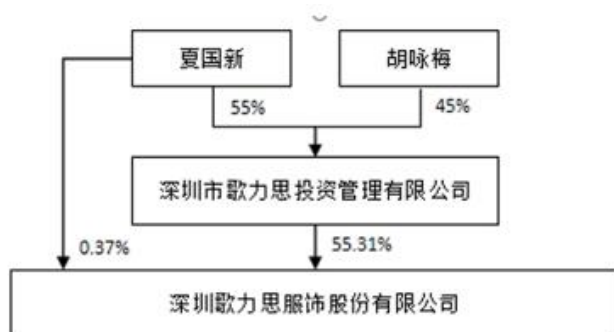 夏国新
胡咏梅
55%
45%
深圳市歌力思投资管理有限公司
0.37%
55.31%
深圳歌力思服饰股份有限公司